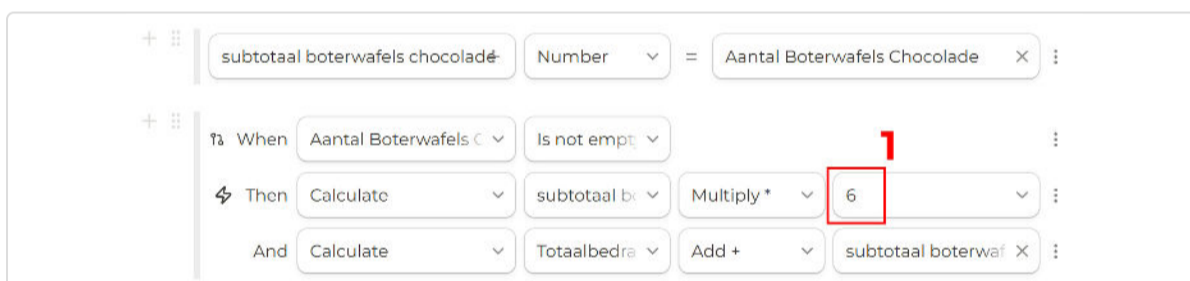 subtotaal boterwafels chocolade Number = Aantal Boterwafels Chocolade
When Aantal Boterwafels Is not empt
Then Calculate subtotaal Multiply * 6
And Calculate Totaalbedra Add + subtotaal boterwaf